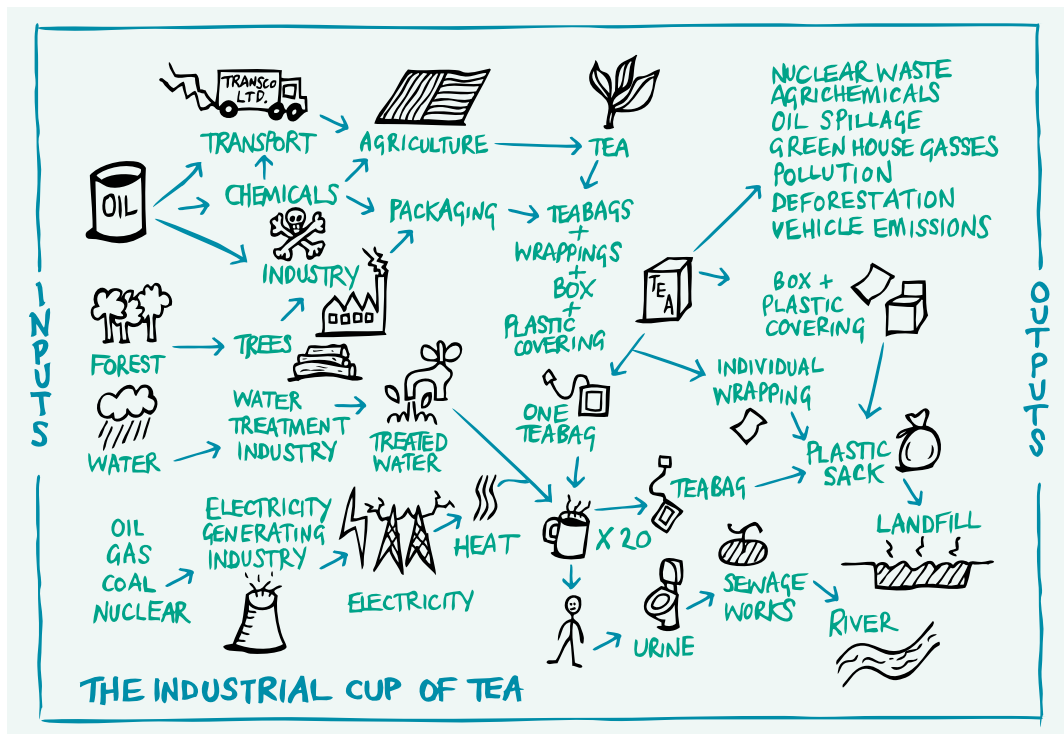 TRANSCO
LTD.
TRANSPORT
AGRICULTURE
TEA
NUCLEAR WASTE
AGRICHEMICALS
OIL SPILLAGE
GREEN HOUSE GASSES
POLLUTION
DEFORESTATION
VEHICLE EMISSIONS
OIL
CHEMICALS
PACKAGING
TEABAGS
+
WRAPPINGS
+
BOX
+
PLASTIC
COVERING
INDUSTRY
TEA
BOX +
PLASTIC
COVERING
INPUTS
OUTPUTS
FOREST
TREES
INDIVIDUAL
WRAPPING
WATER
WATER
TREATMENT
INDUSTRY
TREATED
WATER
ONE
TEABAG
PLASTIC
SACK
TEABAG
LANDFILL
OIL
GAS
COAL
NUCLEAR
ELECTRICITY
GENERATING
INDUSTRY
ELECTRICITY
HEAT
X 20
SEWAGE
WORKS
URINE
RIVER
THE INDUSTRIAL CUP OF TEA